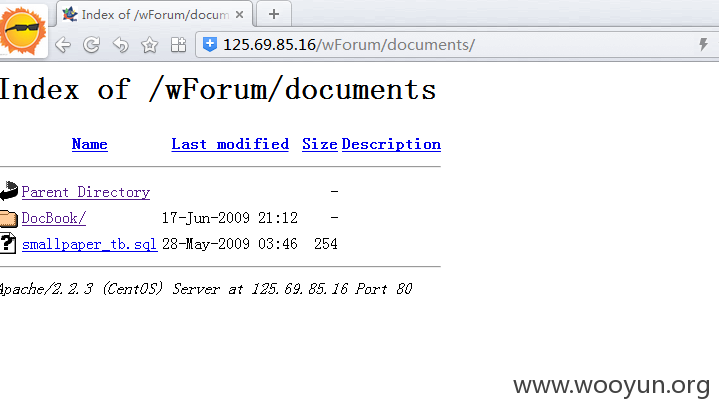 Index of /wForum/docum
125.69.85.16/wForum/documents/
Index of /wForum/documents
Name Last modified Size Description
Parent Directory -
DocBook/ 17-Jun-2009 21:12 -
smallpaper_tb.sql 28-May-2009 03:46 254
Apache/2.2.3 (CentOS) Server at 125.69.85.16 Port 80
www.wooyun.org